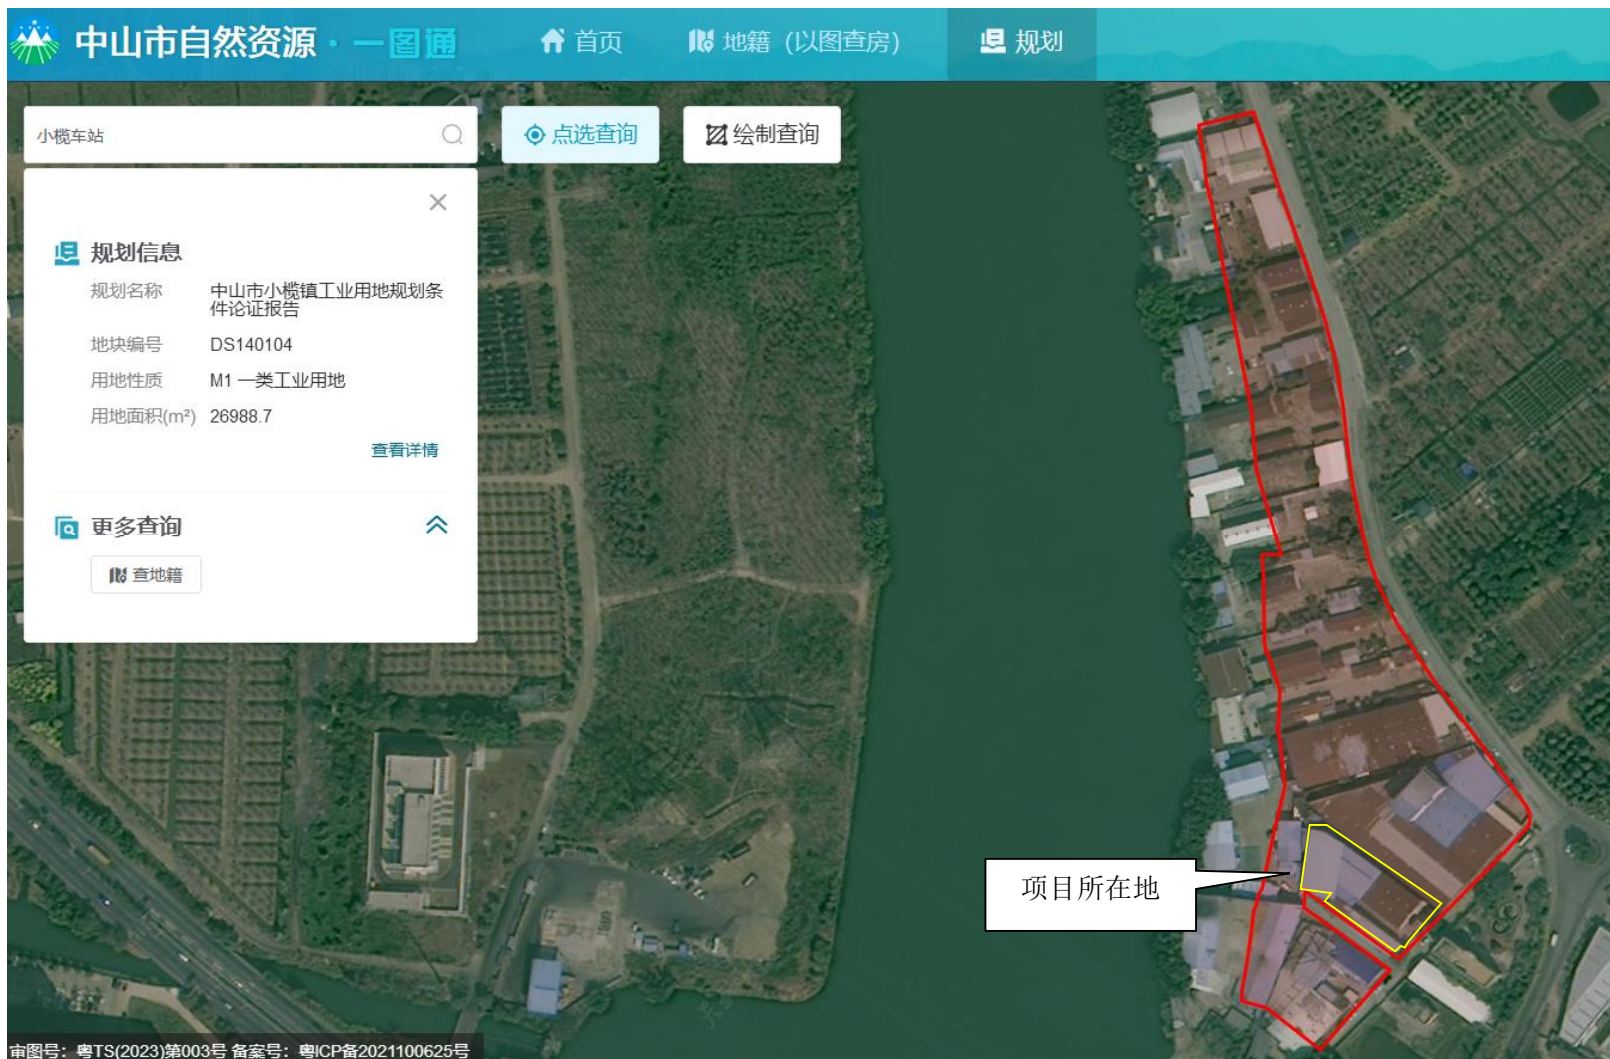 中山市自然资源·一图通
首页
地籍（以图查房）
规划
小榄车站
点选查询
绘制查询
规划信息
规划名称
中山市小榄镇工业用地规划条
件论证报告
地块编号
DS140104
用地性质
M1 一类工业用地
用地面积(m²)
26988.7
查看详情
更多查询
查地籍
项目所在地
审图号：粤TS(2023)第003号 备案号：粤ICP备2021100625号